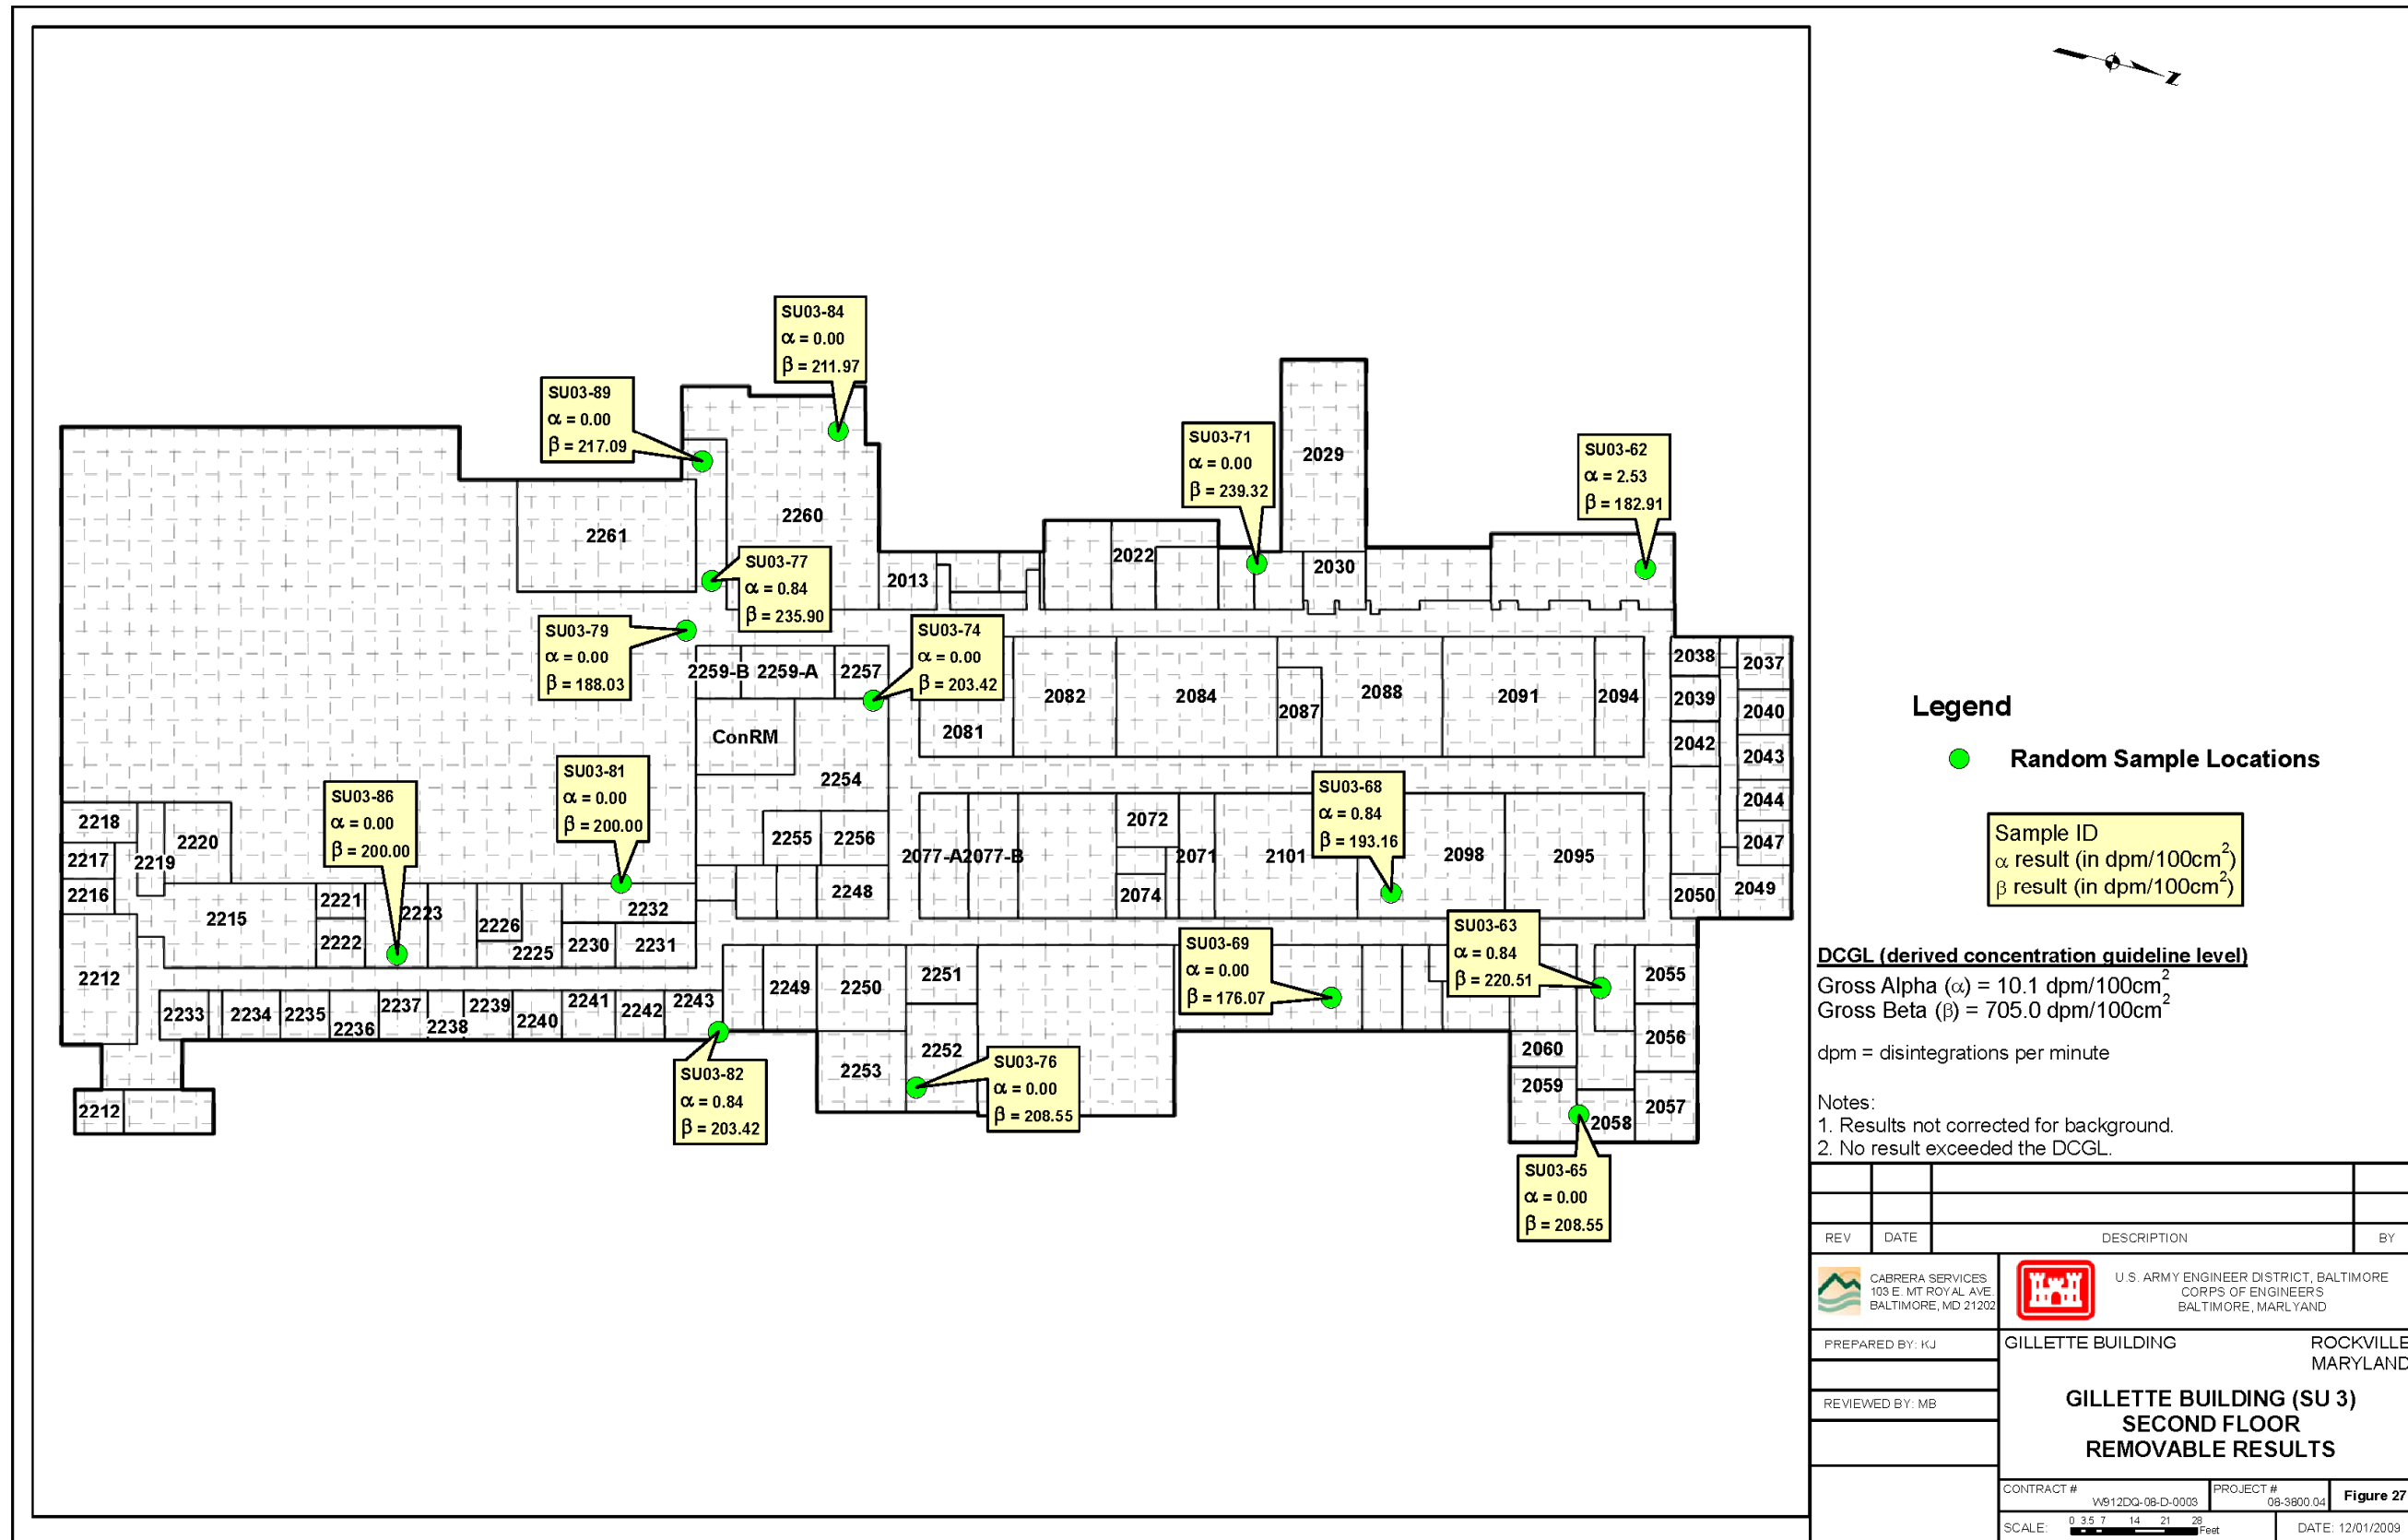 Z
SU03-84
α = 0.00
β = 211.97
SU03-89
α = 0.00
β = 217.09
SU03-71
α = 0.00
β = 239.32
SU03-62
α = 2.53
β = 182.91
2029
2260
2261
SU03-77
α = 0.84
β = 235.90
2013
2022
2030
SU03-79
α = 0.00
β = 188.03
SU03-74
α = 0.00
β = 203.42
2259-B
2259-A
2257
2081
2082
2084
2087
2088
2091
2094
2038
2037
2039
2040
2042
2043
2044
2047
2050
2049
ConRM
2254
SU03-86
α = 0.00
β = 200.00
SU03-81
α = 0.00
β = 200.00
SU03-68
α = 0.84
β = 193.16
2218
2217
2219
2220
2216
2215
2221
2222
2223
2226
2225
2232
2230
2231
2255
2256
2248
2077-A
2077-B
2072
2074
2071
2101
2098
2095
2212
2233
2234
2235
2236
2237
2238
2239
2240
2241
2242
2243
2249
2250
2251
2252
2253
SU03-69
α = 0.00
β = 176.07
SU03-63
α = 0.84
β = 220.51
2055
2056
2057
2058
2059
2060
2212
SU03-82
α = 0.84
β = 203.42
SU03-76
α = 0.00
β = 208.55
SU03-65
α = 0.00
β = 208.55
Legend
Random Sample Locations
Sample ID
α result (in dpm/100cm²)
β result (in dpm/100cm²)
DCGL (derived concentration guideline level)
Gross Alpha (α) = 10.1 dpm/100cm²
Gross Beta (β) = 705.0 dpm/100cm²
dpm = disintegrations per minute
Notes:
1. Results not corrected for background.
2. No result exceeded the DCGL.
REV DATE DESCRIPTION BY
CABRERA SERVICES
103 E. MT ROYAL AVE.
BALTIMORE, MD 21202
U.S. ARMY ENGINEER DISTRICT, BALTIMORE
CORPS OF ENGINEERS
BALTIMORE, MARLYAND
PREPARED BY: KJ
REVIEWED BY: MB
GILLETTE BUILDING ROCKVILLE
MARYLAND
GILLETTE BUILDING (SU 3)
SECOND FLOOR
REMOVABLE RESULTS
CONTRACT #
W912DQ-08-D-0003
PROJECT #
08-3800.04
Figure 27
SCALE: 0 3.5 7 14 21 28
Feet
DATE: 12/01/2009